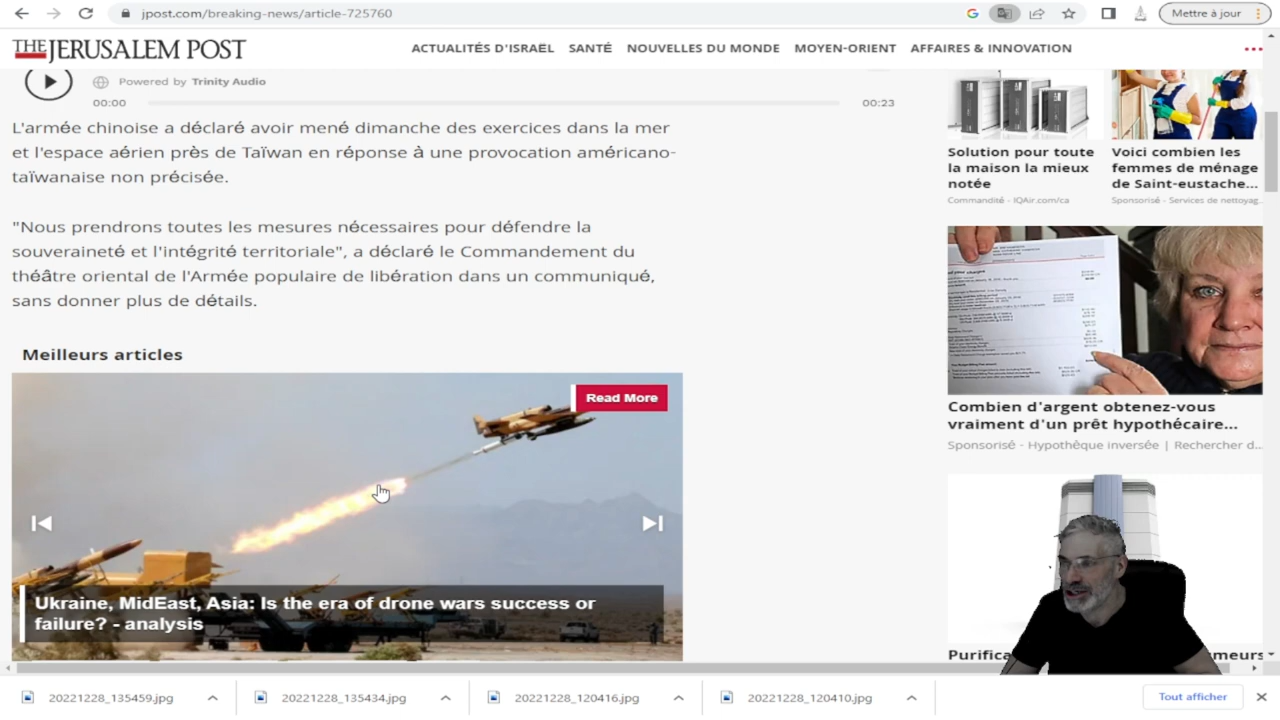 jpost.com/breaking-news/article-725760
Mettre à jour
THE JERUSALEM POST
ACTUALITÉS D'ISRAEL SANTÉ NOUVELLES DU MONDE MOYEN-ORIENT AFFAIRES & INNOVATION
Powered by Trinity Audio
00:00 00:23
L'armée chinoise a déclaré avoir mené dimanche des exercices dans la mer
et l'espace aérien près de Taïwan en réponse à une provocation américano-
taïwanaise non précisée.
"Nous prendrons toutes les mesures nécessaires pour défendre la
souveraineté et l'intégrité territoriale", a déclaré le Commandement du
théâtre oriental de l'Armée populaire de libération dans un communiqué,
sans donner plus de détails.
Meilleurs articles
Read More
Ukraine, MidEast, Asia: Is the era of drone wars success or
failure? - analysis
Solution pour toute
la maison la mieux
notée
Commandité - IQAir.com/ca
Voici combien les
femmes de ménage
de Saint-eustache...
Sponsorisé - Services de nettoyag..
Combien d'argent obtenez-vous
vraiment d'un prêt hypothécaire...
Sponsorisé - Hypothèque inversée | Rechercher d...
20221228_135459.jpg 20221228_135434.jpg 20221228_120416.jpg 20221228_120410.jpg Tout afficher